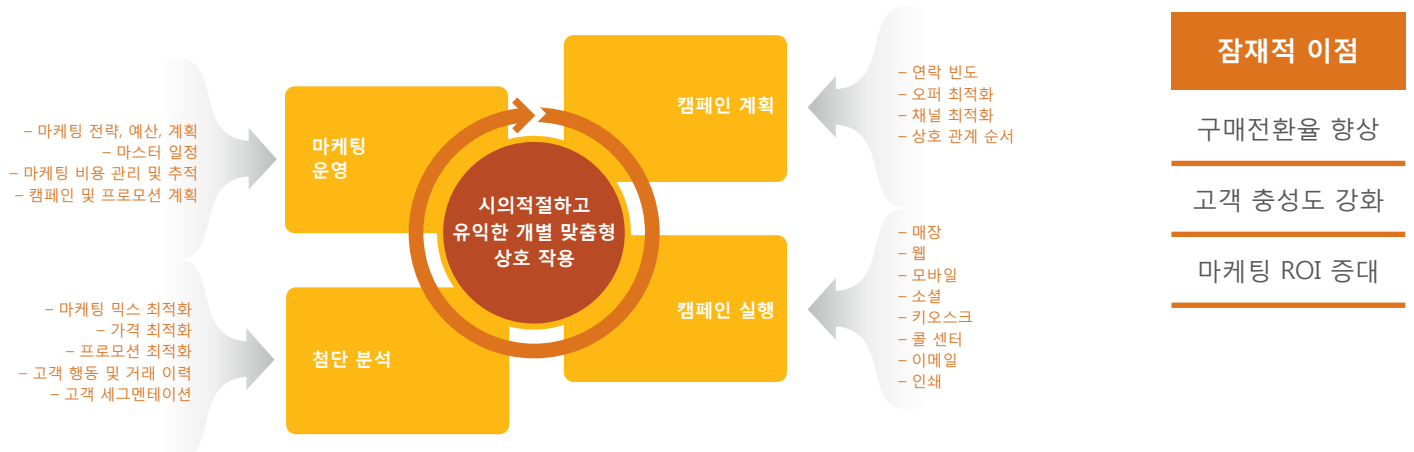 – 마케팅 전략, 예산, 계획
– 마스터 일정
– 마케팅 비용 관리 및 추적
– 캠페인 및 프로모션 계획
마케팅
운영
캠페인 계획
– 연락 빈도
– 오퍼 최적화
– 채널 최적화
– 상호 관계 순서
시의적절하고
유익한 개별 맞춤형
상호 작용
– 마케팅 믹스 최적화
– 가격 최적화
– 프로모션 최적화
– 고객 행동 및 거래 이력
– 고객 세그멘테이션
첨단 분석
캠페인 실행
– 매장
– 웹
– 모바일
– 소셜
– 키오스크
– 콜 센터
– 이메일
– 인쇄
잠재적 이점
구매전환율 향상
고객 충성도 강화
마케팅 ROI 증대